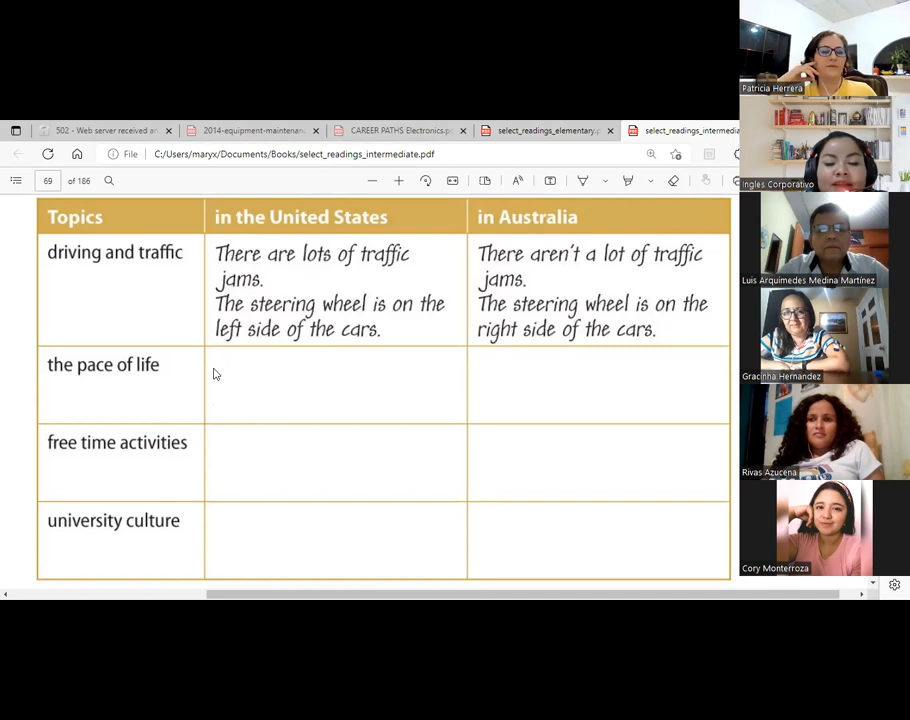 502 - Web server received an
2014-equipment-maintenan
CAREER PATHS Electronics.p
select_readings_elementary.p
select_readings_intermedia
File
C:/Users/maryx/Documents/Books/select_readings_intermediate.pdf
69 of 186
Topics in the United States in Australia
driving and traffic There are lots of traffic There aren't a lot of traffic
jams. jams.
The steering wheel is on the The steering wheel is on the
left side of the cars. right side of the cars.
the pace of life
free time activities
university culture
Patricia Herrera
Ingles Corporativo
Luis Arquimedes Medina Martínez
Gracinha Hernandez
Rivas Azucena
Cory Monterroza